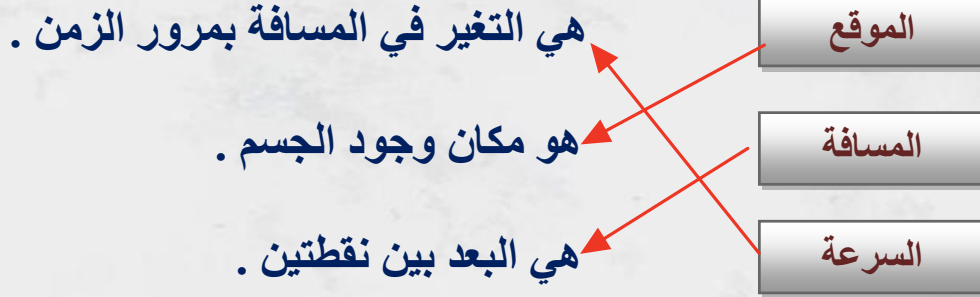 الموقع
هي التغير في المسافة بمرور الزمن .
المسافة
هو مكان وجود الجسم .
السرعة
هي البعد بين نقطتين .